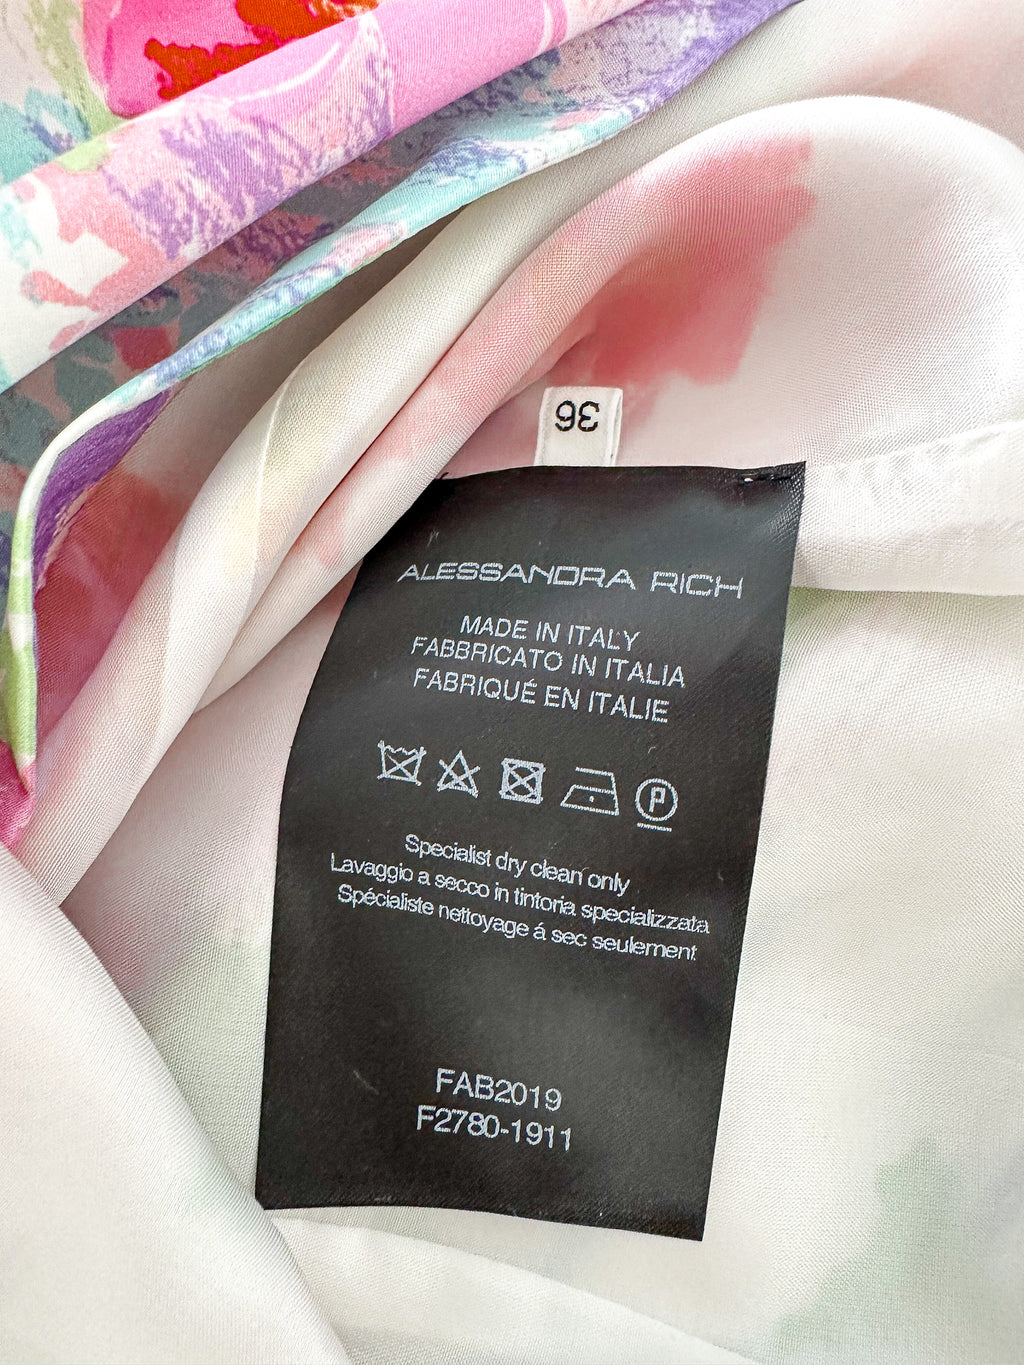 36
ALESSANDRA RICH
MADE IN ITALY
FABBRICATO IN ITALIA
FABRIQUÉ EN ITALIE
P
Specialist dry clean only
Lavaggio a secco in tintoria specializzata
Spécialiste nettoyage á sec seulement
FAB2019
F2780-1911